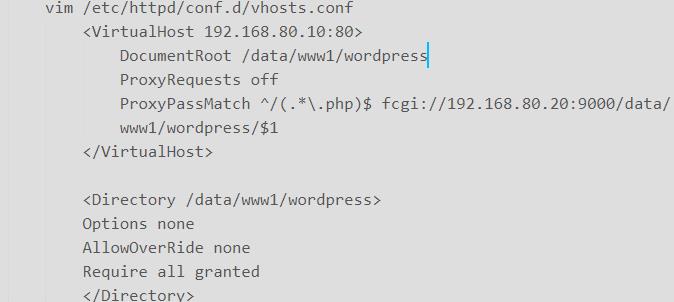 vim /etc/httpd/conf.d/vhosts.conf
<VirtualHost 192.168.80.10:80>
DocumentRoot /data/www1/wordpress
ProxyRequests off
ProxyPassMatch ^/(.*\.php)$ fcgi://192.168.80.20:9000/data/
www1/wordpress/$1
</VirtualHost>
<Directory /data/www1/wordpress>
Options none
AllowOverRide none
Require all granted
</Directory>